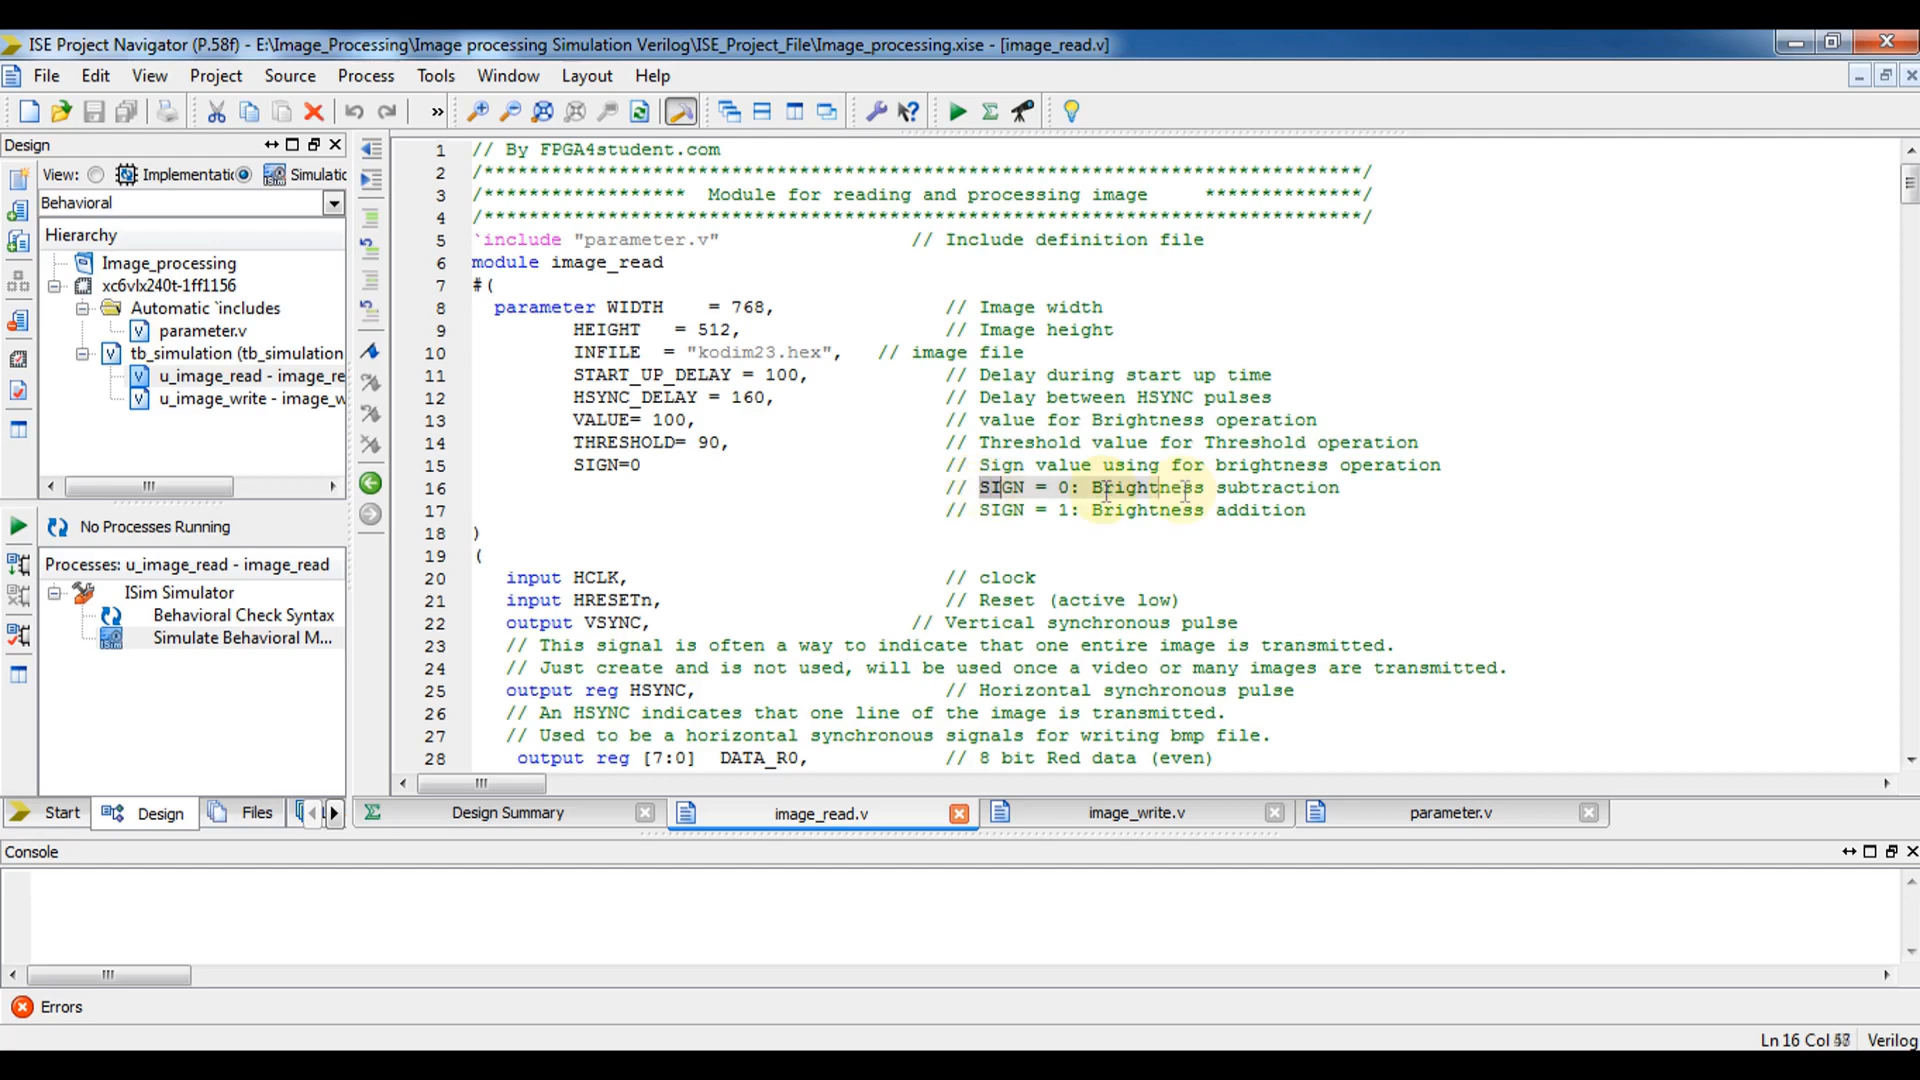 ISE Project Navigator (P.58f) - E:\Image_Processing\Image processing Simulation Verilog\ISE_Project_File\Image_processing.xise - [image_read.v]
File Edit View Project Source Process Tools Window Layout Help
Design
View: Implementatic Simulatic
Behavioral
Hierarchy
Image_processing
xc6vlx240t-1ff1156
Automatic `includes
parameter.v
tb_simulation (tb_simulation
u_image_read - image_re
u_image_write - image_w
No Processes Running
Processes: u_image_read - image_read
ISim Simulator
Behavioral Check Syntax
Simulate Behavioral M...
Start Design Files
1 // By FPGA4student.com
2 /******************************************************************************/
3 /****************** Module for reading and processing image **************/
4 /******************************************************************************/
5 `include "parameter.v" // Include definition file
6 module image_read
7 #(
8 parameter WIDTH = 768, // Image width
9 HEIGHT = 512, // Image height
10 INFILE = "kodim23.hex", // image file
11 START_UP_DELAY = 100, // Delay during start up time
12 HSYNC_DELAY = 160, // Delay between HSYNC pulses
13 VALUE= 100, // value for Brightness operation
14 THRESHOLD= 90, // Threshold value for Threshold operation
15 SIGN=0 // Sign value using for brightness operation
16 // SIGN = 0: Brightness subtraction
17 // SIGN = 1: Brightness addition
18 )
19 (
20 input HCLK, // clock
21 input HRESETn, // Reset (active low)
22 output VSYNC, // Vertical synchronous pulse
23 // This signal is often a way to indicate that one entire image is transmitted.
24 // Just create and is not used, will be used once a video or many images are transmitted.
25 output reg HSYNC, // Horizontal synchronous pulse
26 // An HSYNC indicates that one line of the image is transmitted.
27 // Used to be a horizontal synchronous signals for writing bmp file.
28 output reg [7:0] DATA_R0, // 8 bit Red data (even)
Design Summary image_read.v image_write.v parameter.v
Console
Errors
Ln 16 Col Verilog